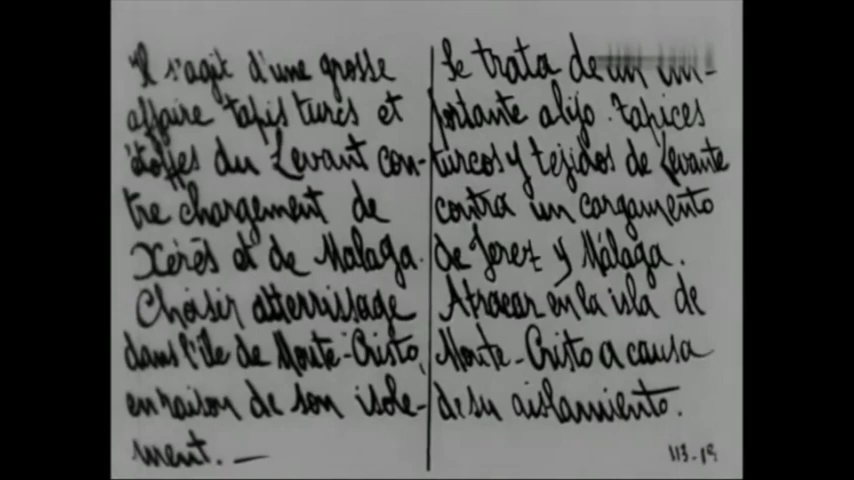 Il s'agit d'une grosse
affaire tapis turcs et
étoffes du Levant con-
tre chargement de
Xérès et de Malaga.
Choisir atterrissage
dans l'île de Monte-Cristo,
en raison de son isole-
ment. —
Se trata de un im-
portante alijo. tapices
turcos y tejidos de Levante
contra un cargamento
de Jerez y Málaga.
Atracar en la isla de
Monte-Cristo a causa
de su aislamiento.